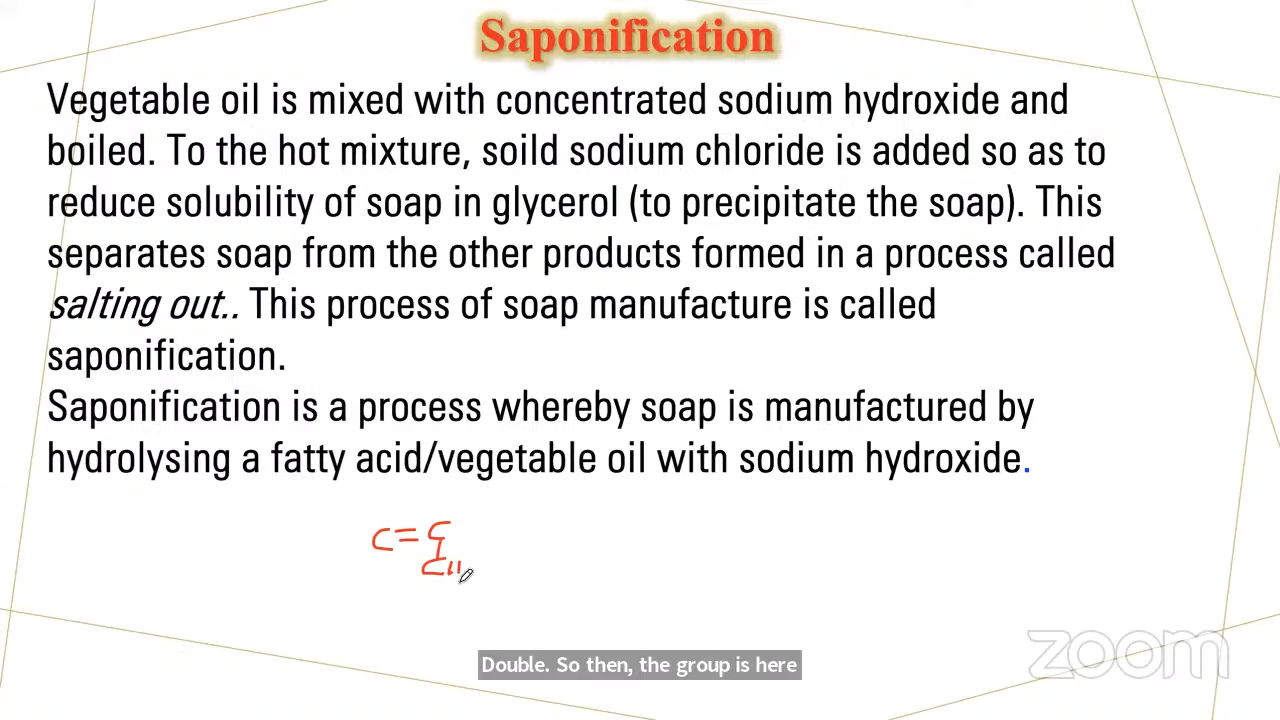 Saponification
Vegetable oil is mixed with concentrated sodium hydroxide and
boiled. To the hot mixture, soild sodium chloride is added so as to
reduce solubility of soap in glycerol (to precipitate the soap). This
separates soap from the other products formed in a process called
salting out.. This process of soap manufacture is called
saponification.
Saponification is a process whereby soap is manufactured by
hydrolysing a fatty acid/vegetable oil with sodium hydroxide.
C=C
C
Double. So then, the group is here
zoom